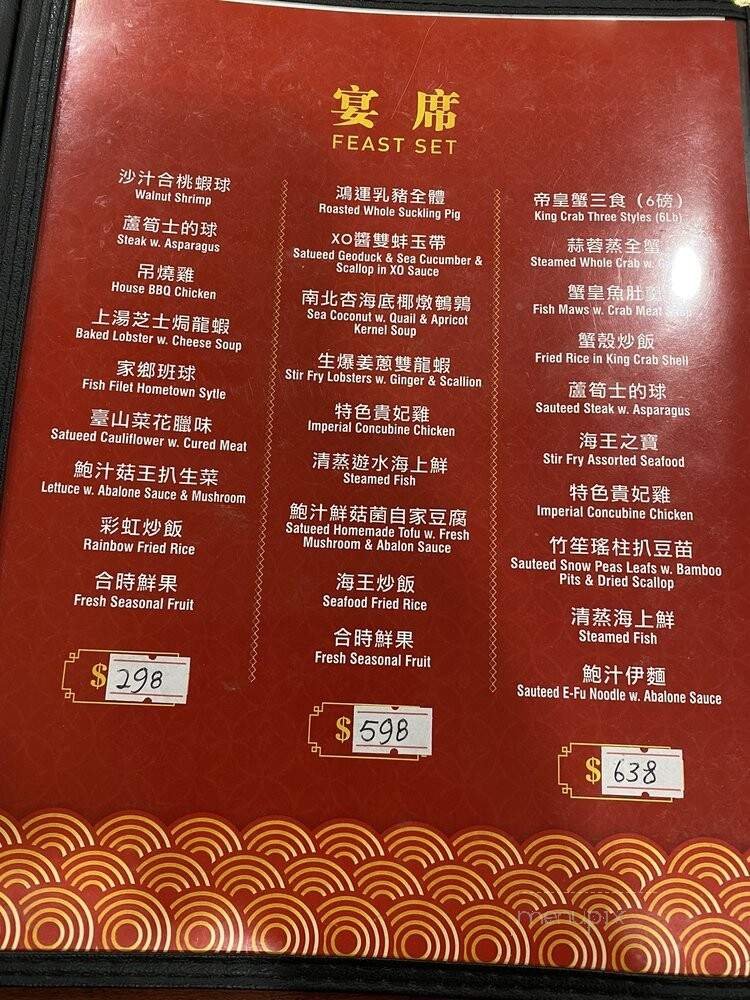 宴席
FEAST SET
沙汁合桃蝦球
Walnut Shrimp
蘆筍士的球
Steak w. Asparagus
吊燒雞
House BBQ Chicken
上湯芝士焗龍蝦
Baked Lobster w. Cheese Soup
家鄉班球
Fish Filet Hometown Sytle
臺山菜花臘味
Satueed Cauliflower w. Cured Meat
鮑汁菇王扒生菜
Lettuce w. Abalone Sauce & Mushroom
彩虹炒飯
Rainbow Fried Rice
合時鮮果
Fresh Seasonal Fruit
$298
鴻運乳豬全體
Roasted Whole Suckling Pig
XO醬雙蚌玉帶
Satueed Geoduck & Sea Cucumber &
Scallop in XO Sauce
南北杏海底椰燉鵪鶉
Sea Coconut w. Quail & Apricot
Kernel Soup
生爆姜蔥雙龍蝦
Stir Fry Lobsters w. Ginger & Scallion
特色貴妃雞
Imperial Concubine Chicken
清蒸遊水海上鮮
Steamed Fish
鮑汁鮮菇菌自家豆腐
Satueed Homemade Tofu w. Fresh
Mushroom & Abalon Sauce
海王炒飯
Seafood Fried Rice
合時鮮果
Fresh Seasonal Fruit
$598
帝皇蟹三食（6磅）
King Crab Three Styles (6Lb)
蒜蓉蒸全蟹
Steamed Whole Crab w.
蟹皇魚肚
Fish Maws w. Crab Meat
蟹殼炒飯
Fried Rice in King Crab Shell
蘆筍士的球
Sauteed Steak w. Asparagus
海王之寶
Stir Fry Assorted Seafood
特色貴妃雞
Imperial Concubine Chicken
竹笙瑤柱扒豆苗
Sauteed Snow Peas Leafs w. Bamboo
Pits & Dried Scallop
清蒸海上鮮
Steamed Fish
鮑汁伊麵
Sauteed E-Fu Noodle w. Abalone Sauce
$638
menupix